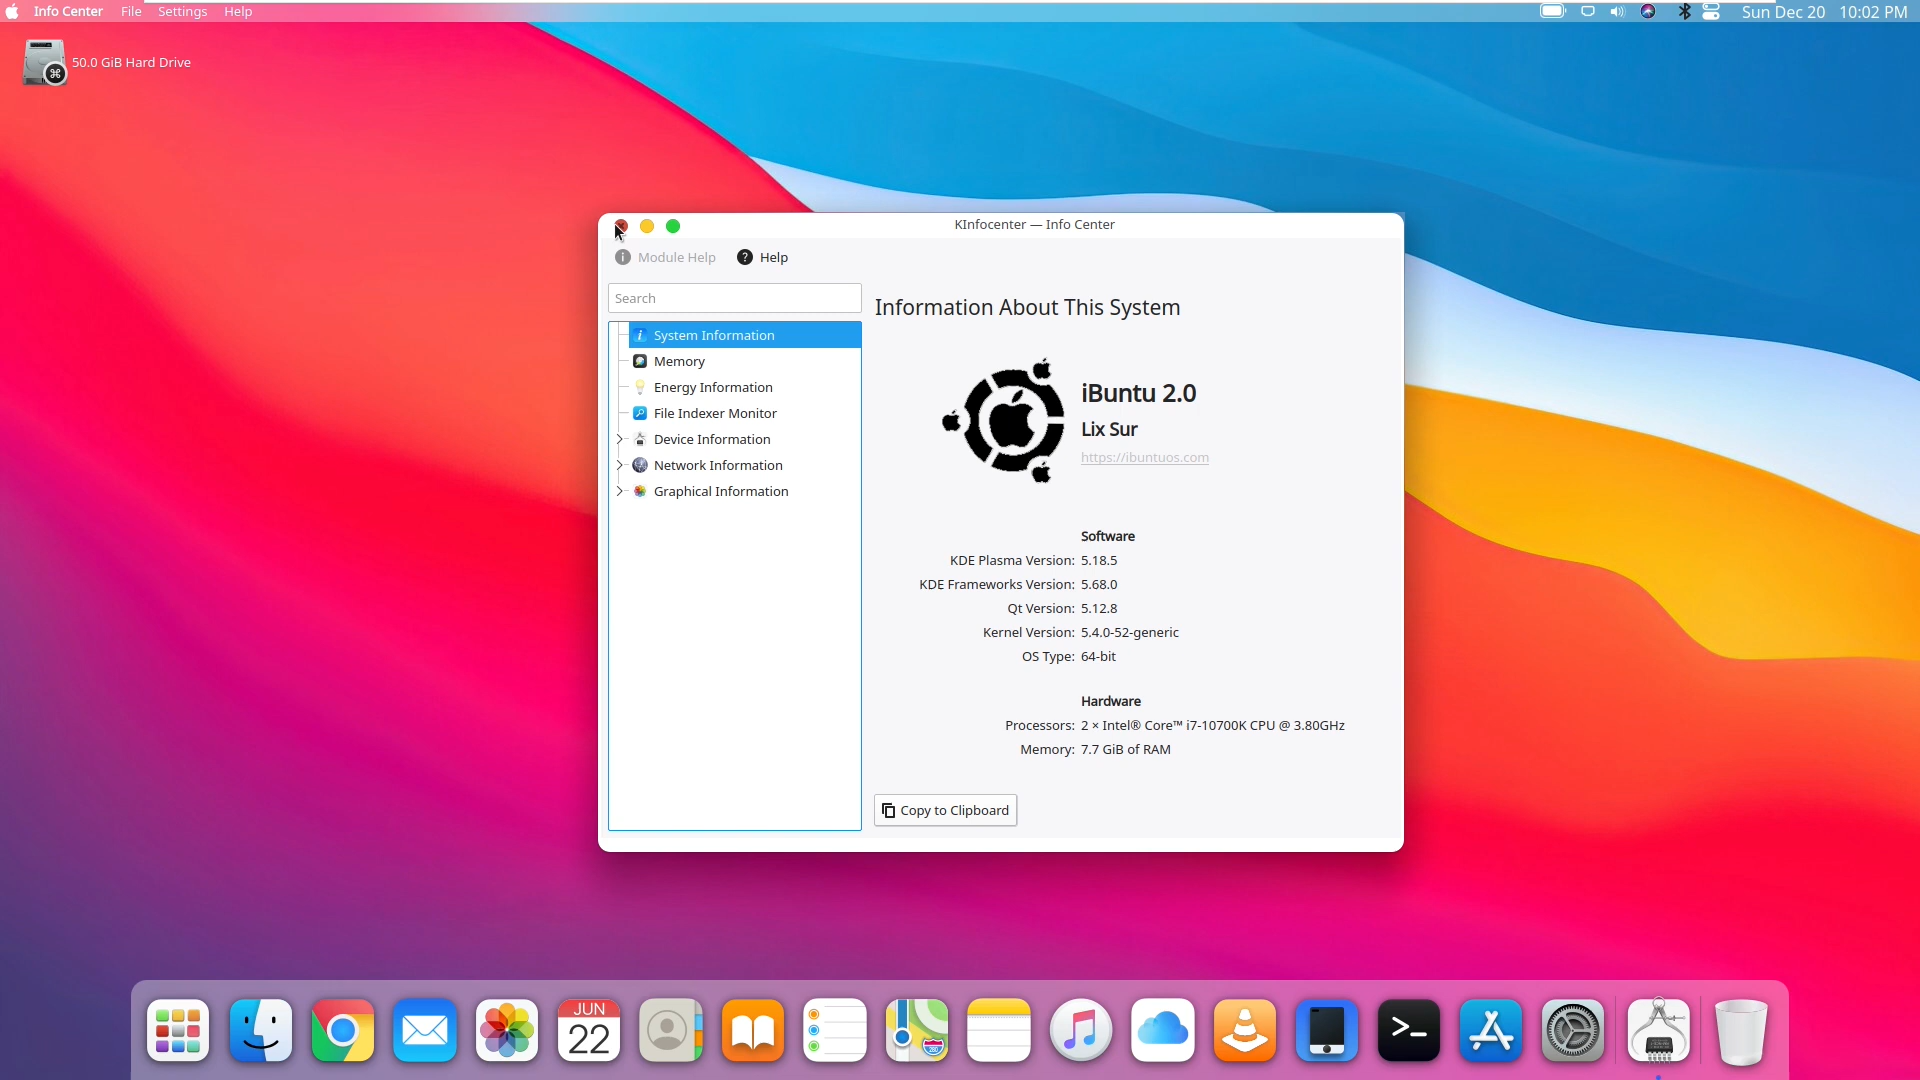 Info Center File Settings Help
Sun Dec 20 10:02 PM
50.0 GiB Hard Drive
KInfocenter — Info Center
Module Help Help
Search
System Information
Memory
Energy Information
File Indexer Monitor
Device Information
Network Information
Graphical Information
Information About This System
iBuntu 2.0
Lix Sur
https://ibuntuos.com
Software
KDE Plasma Version: 5.18.5
KDE Frameworks Version: 5.68.0
Qt Version: 5.12.8
Kernel Version: 5.4.0-52-generic
OS Type: 64-bit
Hardware
Processors: 2 × Intel® Core™ i7-10700K CPU @ 3.80GHz
Memory: 7.7 GiB of RAM
Copy to Clipboard
JUN
22
280